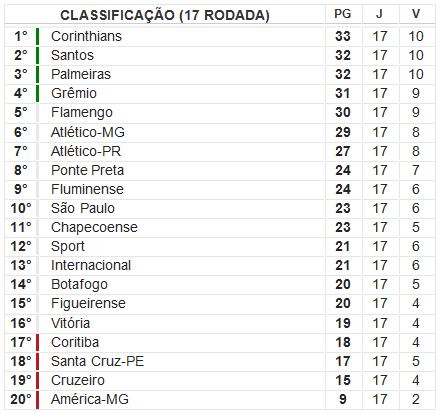 CLASSIFICAÇÃO (17 RODADA) PG J V
1° Corinthians 33 17 10
2° Santos 32 17 10
3° Palmeiras 32 17 10
4° Grêmio 31 17 9
5° Flamengo 30 17 9
6° Atlético-MG 29 17 8
7° Atlético-PR 27 17 8
8° Ponte Preta 24 17 7
9° Fluminense 24 17 6
10° São Paulo 23 17 6
11° Chapecoense 23 17 5
12° Sport 21 17 6
13° Internacional 21 17 6
14° Botafogo 20 17 5
15° Figueirense 20 17 4
16° Vitória 19 17 4
17° Coritiba 18 17 4
18° Santa Cruz-PE 17 17 5
19° Cruzeiro 15 17 4
20° América-MG 9 17 2